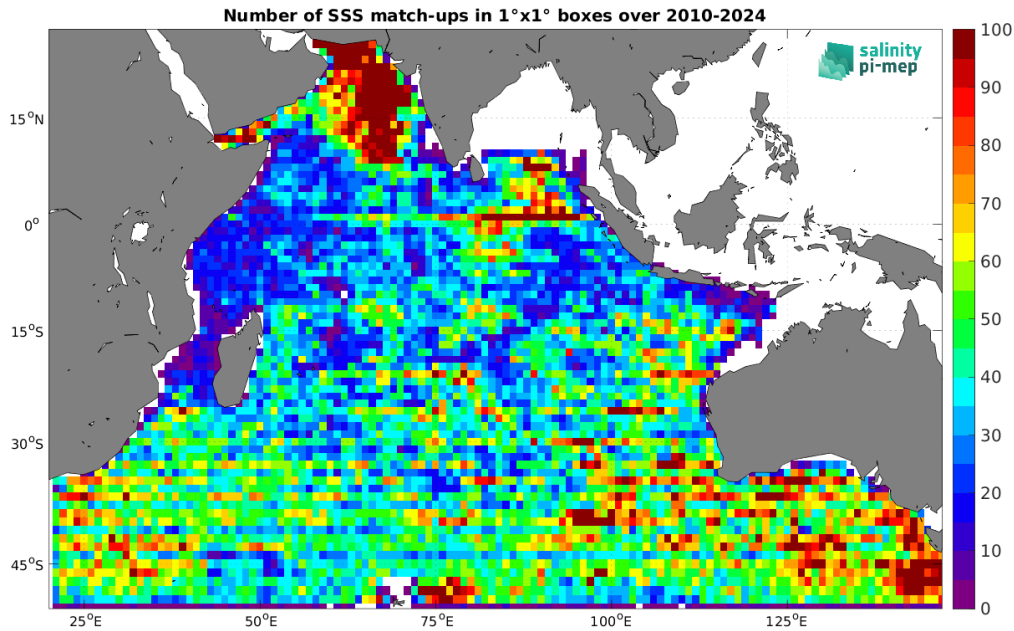 Number of SSS match-ups in 1°x1° boxes over 2010-2024
salinity
pi-mep
15°N
0°
15°S
30°S
45°S
25°E
50°E
75°E
100°E
125°E
100
90
80
70
60
50
40
30
20
10
0